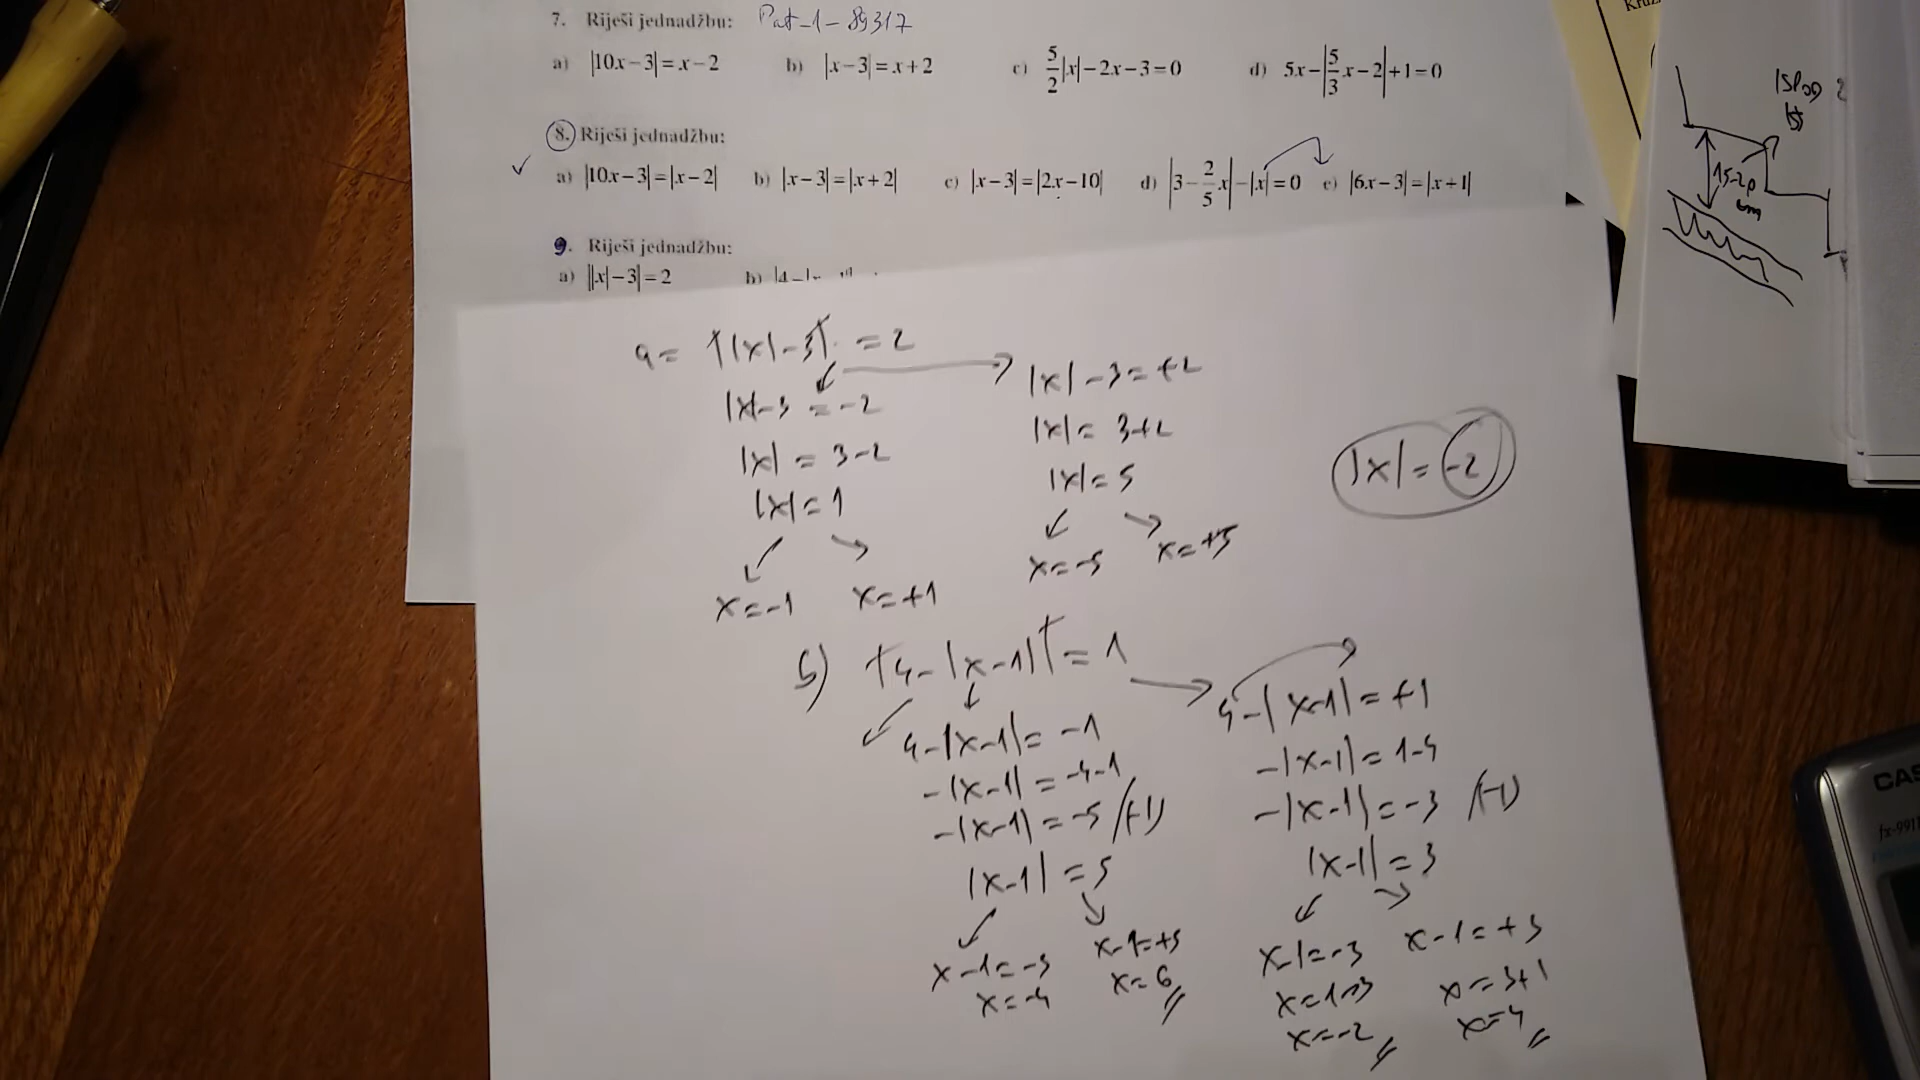 7. Riješi jednadžbu: Pat-1-89317
a) |10x-3|=x-2 b) |x-3|=x+2 c) 5/2|x|-2x-3=0 d) 5x-|5/3x-2|+1=0
8. Riješi jednadžbu:
✓ a) |10x-3|=|x-2| b) |x-3|=|x+2| c) |x-3|=|2x-10| d) |3-2/5x|-|x|=0 e) |6x-3|=|x+1|
9. Riješi jednadžbu:
a) ||x|-3|=2 b)
||x|-3| = 2
|x|-3 = -2
|x| = 3-2
|x| = 1
x=-1 x=+1
|x|-3=+2
|x|= 3+2
|x|=5
x=-5 x=+5
|x|=-2
b) |4-|x-1||=1
4-|x-1|=-1
-|x-1|=-4-1
-|x-1|=-5 /(-1)
|x-1|=5
x-1=-5 x-1=+5
x=-4 x=6
4-|x-1|=+1
-|x-1|=1-4
-|x-1|=-3 /(-1)
|x-1|=3
x-1=-3 x-1=+3
x=1-3 x=3+1
x=-2 x=4
15-20
cm
CAS
fx-991